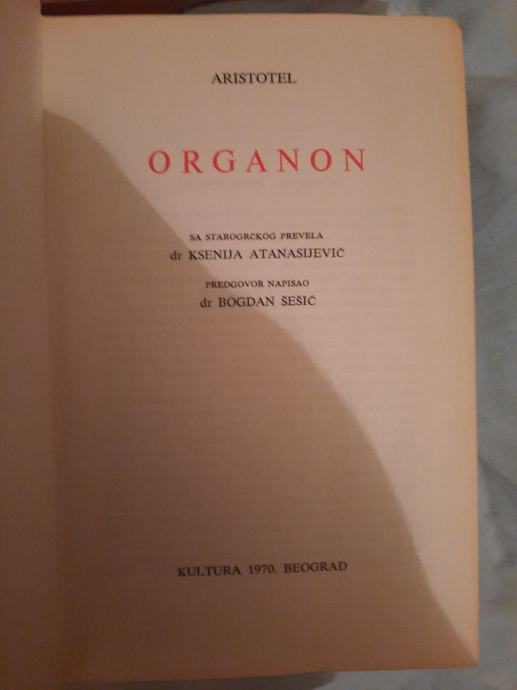 ARISTOTEL
ORGANON
SA STAROGRČKOG PREVELA
dr KSENIJA ATANASIJEVIĆ
PREDGOVOR NAPISAO
dr BOGDAN ŠEŠIĆ
KULTURA 1970. BEOGRAD